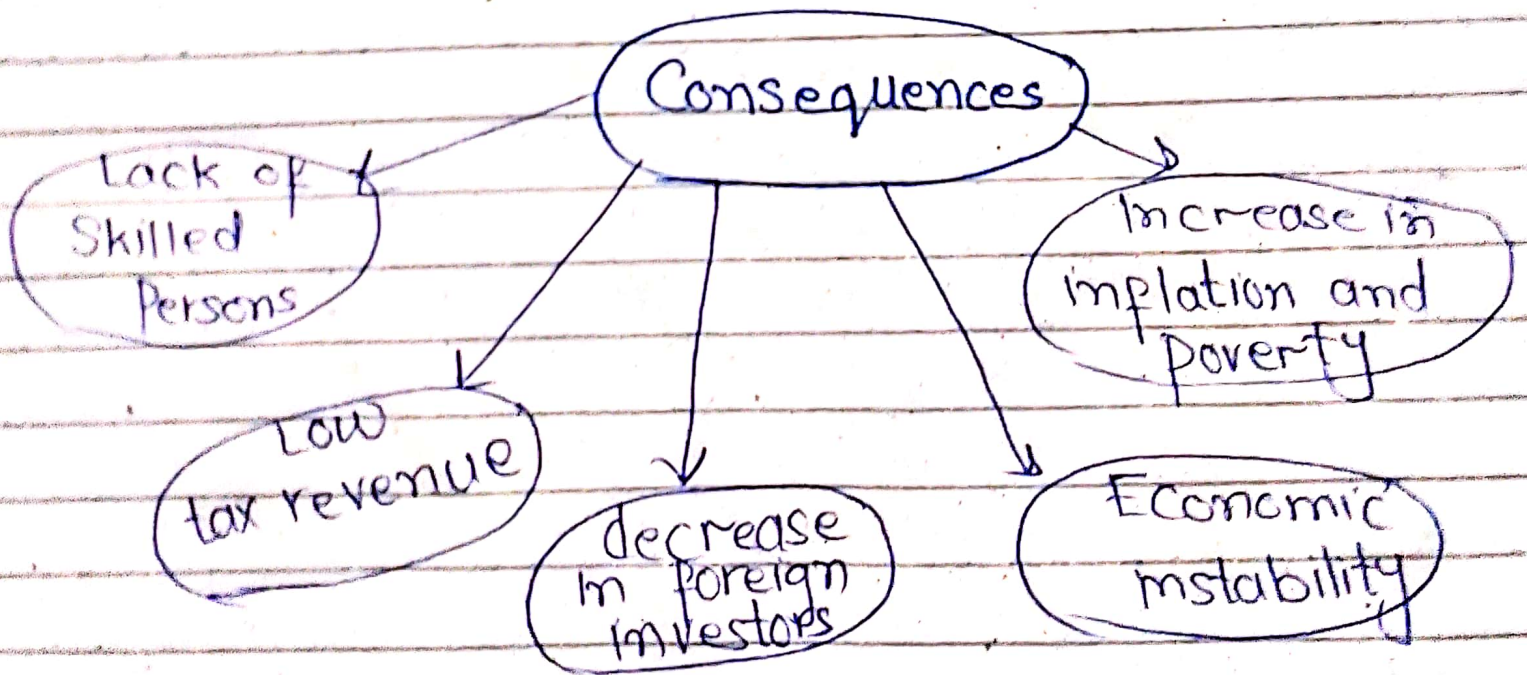 Consequences
Lack of
Skilled
Persons
Low
tax revenue
decrease
in foreign
investors
Economic
instability
Increase in
inflation and
poverty